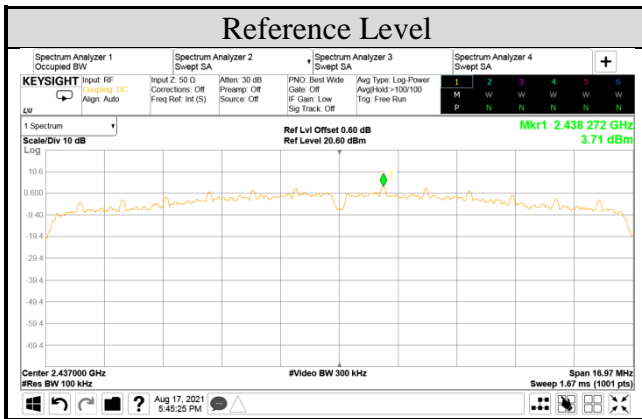 Reference Level
Spectrum Analyzer 1
Occupied BW
Spectrum Analyzer 2
Swept SA
Spectrum Analyzer 3
Swept SA
Spectrum Analyzer 4
Swept SA
+
KEYSIGHT
Input: RF
Coupling: DC
Align: Auto
Input Z: 50 Ω
Corrections: Off
Freq Ref: Int (S)
Atten: 30 dB
Preamp: Off
Source: Off
PNO: Best Wide
Gate: Off
IF Gain: Low
Sig Track: Off
Avg Type: Log-Power
Avg|Hold:>100/100
Trig: Free Run
1 2 3 4 5 6
M W W W W W
P N N N N N
1 Spectrum
Scale/Div 10 dB
Log
Ref Lvl Offset 0.60 dB
Ref Level 20.60 dBm
Mkr1 2.438 272 GHz
3.71 dBm
10.6
0.600
-9.40
-19.4
-29.4
-39.4
-49.4
-59.4
-69.4
Center 2.437000 GHz
#Res BW 100 kHz
#Video BW 300 kHz
Span 16.97 MHz
Sweep 1.67 ms (1001 pts)
?
Aug 17, 2021
5:45:25 PM